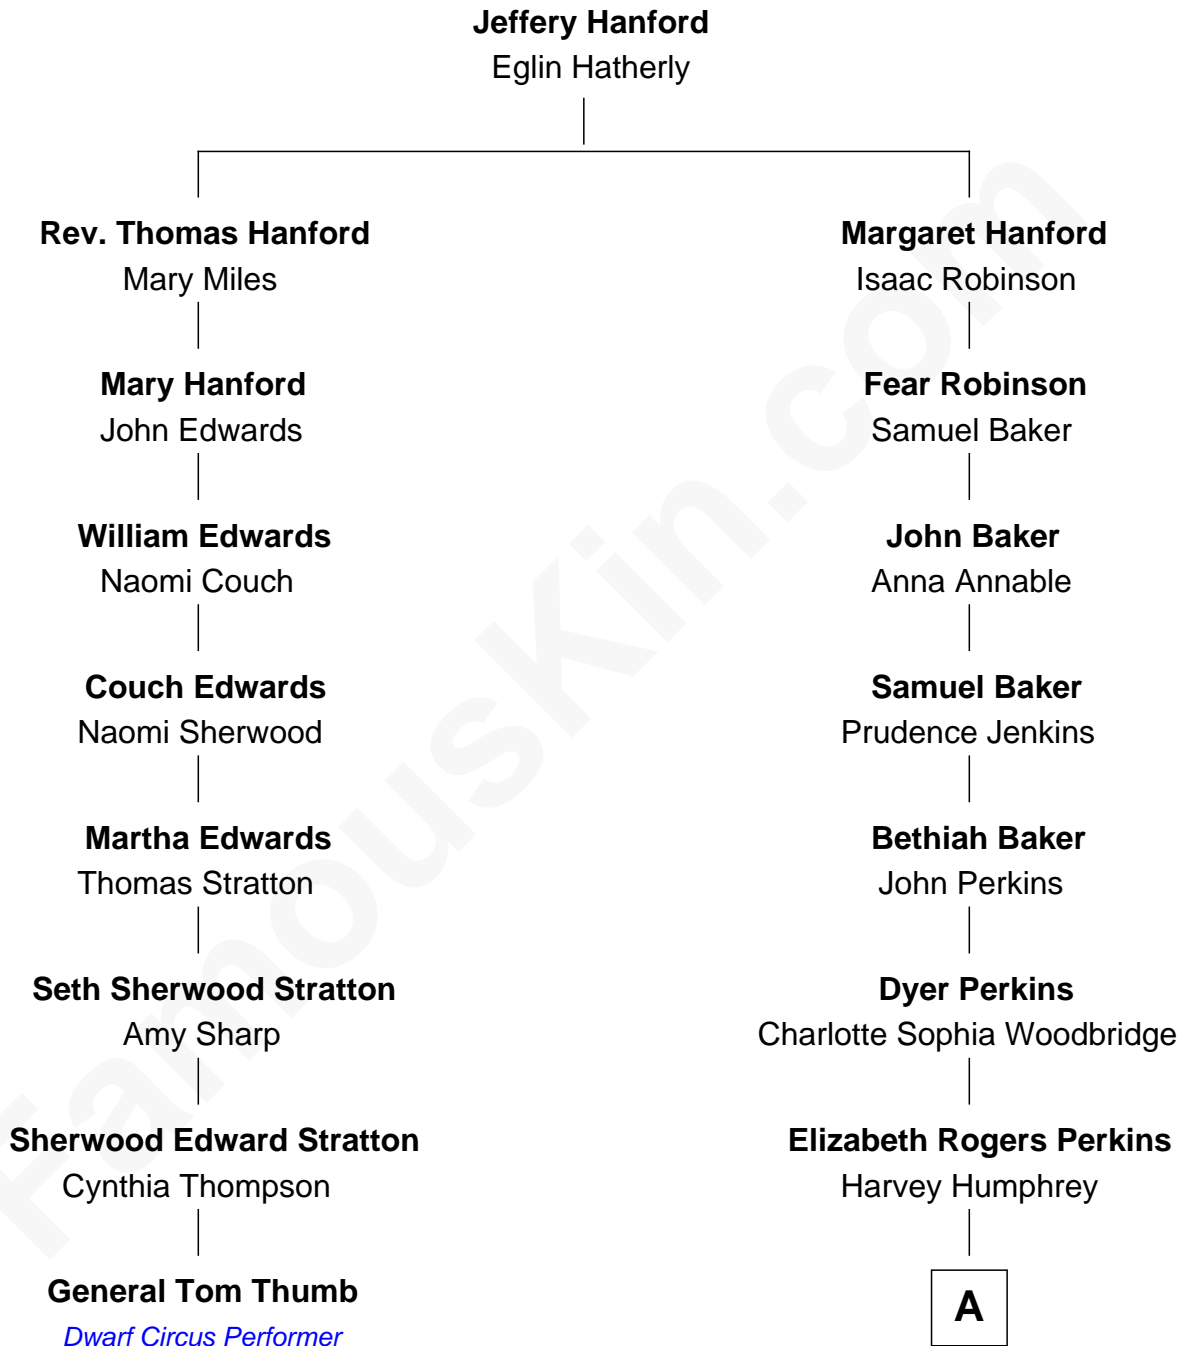 Jeffery Hanford
Eglin Hatherly
Rev. Thomas Hanford
Mary Miles
Margaret Hanford
Isaac Robinson
Mary Hanford
John Edwards
Fear Robinson
Samuel Baker
William Edwards
Naomi Couch
John Baker
Anna Annable
Couch Edwards
Naomi Sherwood
Samuel Baker
Prudence Jenkins
Martha Edwards
Thomas Stratton
Bethiah Baker
John Perkins
Seth Sherwood Stratton
Amy Sharp
Dyer Perkins
Charlotte Sophia Woodbridge
Sherwood Edward Stratton
Cynthia Thompson
Elizabeth Rogers Perkins
Harvey Humphrey
General Tom Thumb
Dwarf Circus Performer
A
FamousKin.com